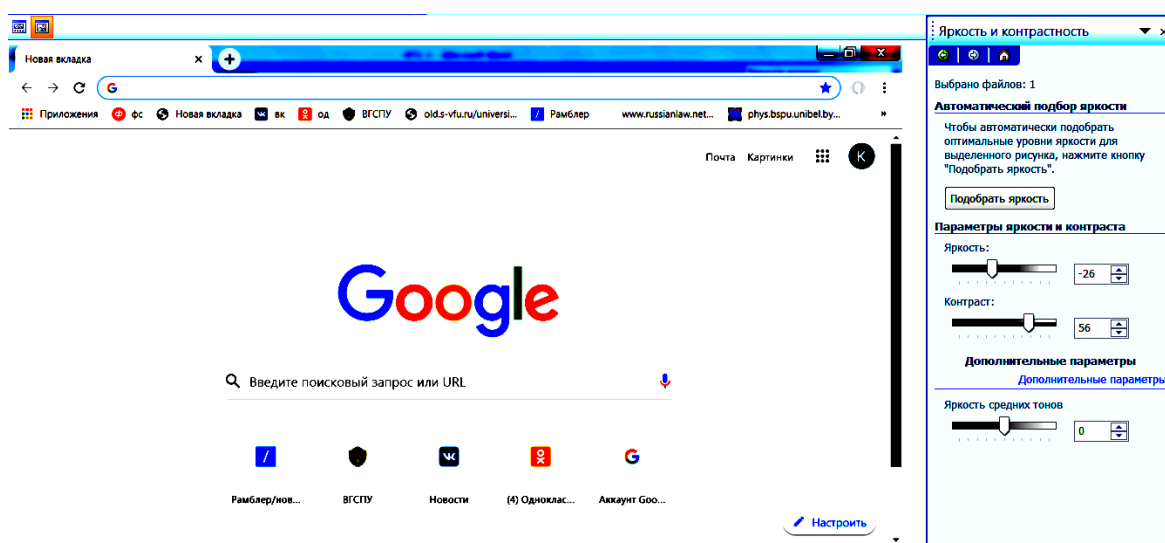 Новая вкладка
G
Приложения фс Новая вкладка вк од ВГСПУ old.s-vfu.ru/universi... Рамблер www.russianlaw.net... phys.bspu.unibel.by... »
Почта Картинки К
Google
Введите поисковый запрос или URL
Рамблер/нов... ВГСПУ Новости (4) Одноклас... Аккаунт Goo...
Настроить
Яркость и контрастность
Выбрано файлов: 1
Автоматический подбор яркости
Чтобы автоматически подобрать
оптимальные уровни яркости для
выделенного рисунка, нажмите кнопку
"Подобрать яркость".
Подобрать яркость
Параметры яркости и контраста
Яркость:
-26
Контраст:
56
Дополнительные параметры
Дополнительные параметры
Яркость средних тонов
0